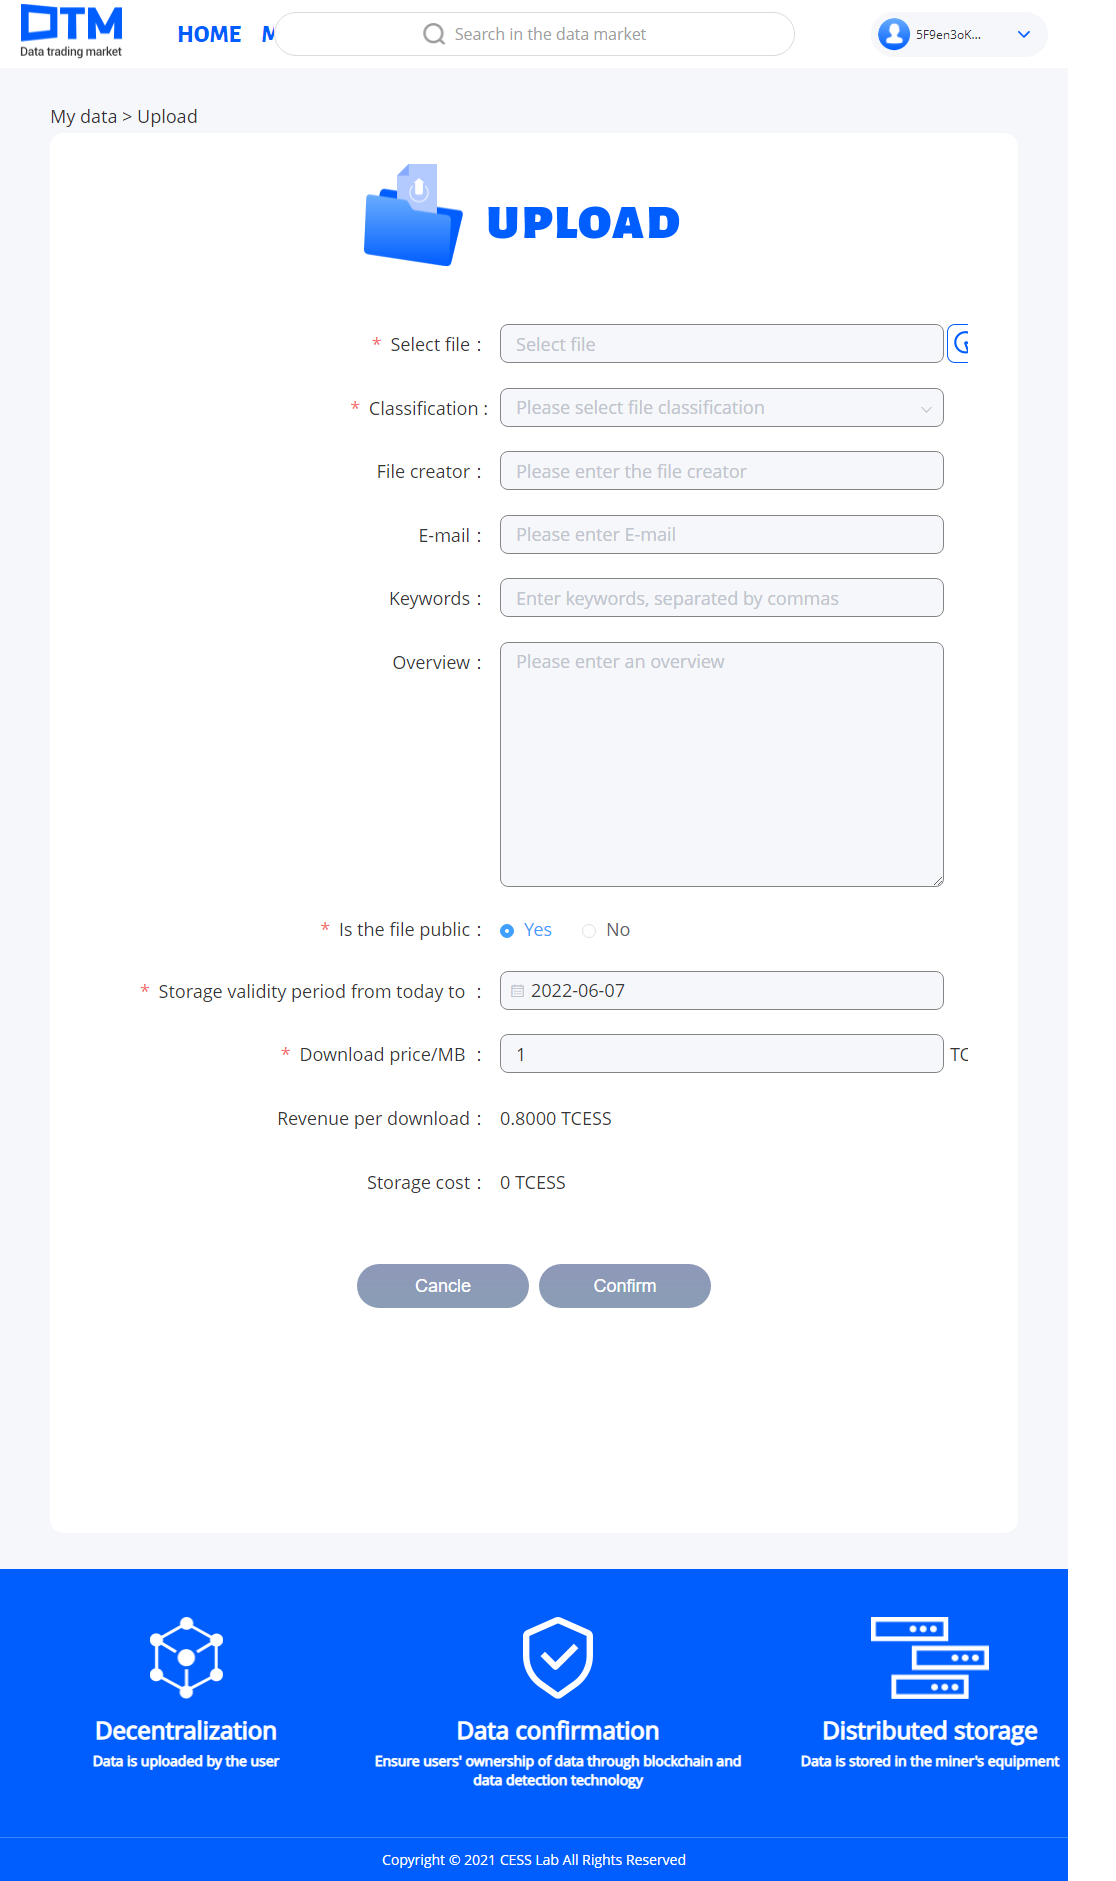 DTM
Data trading market
HOME M
Search in the data market
5F9en3oK...
My data > Upload
UPLOAD
* Select file :
Select file
* Classification :
Please select file classification
File creator :
Please enter the file creator
E-mail :
Please enter E-mail
Keywords :
Enter keywords, separated by commas
Overview :
Please enter an overview
* Is the file public :
Yes No
* Storage validity period from today to :
2022-06-07
* Download price/MB :
1
TC
Revenue per download :
0.8000 TCESS
Storage cost :
0 TCESS
Cancle
Confirm
Decentralization
Data is uploaded by the user
Data confirmation
Ensure users' ownership of data through blockchain and
data detection technology
Distributed storage
Data is stored in the miner's equipment
Copyright © 2021 CESS Lab All Rights Reserved